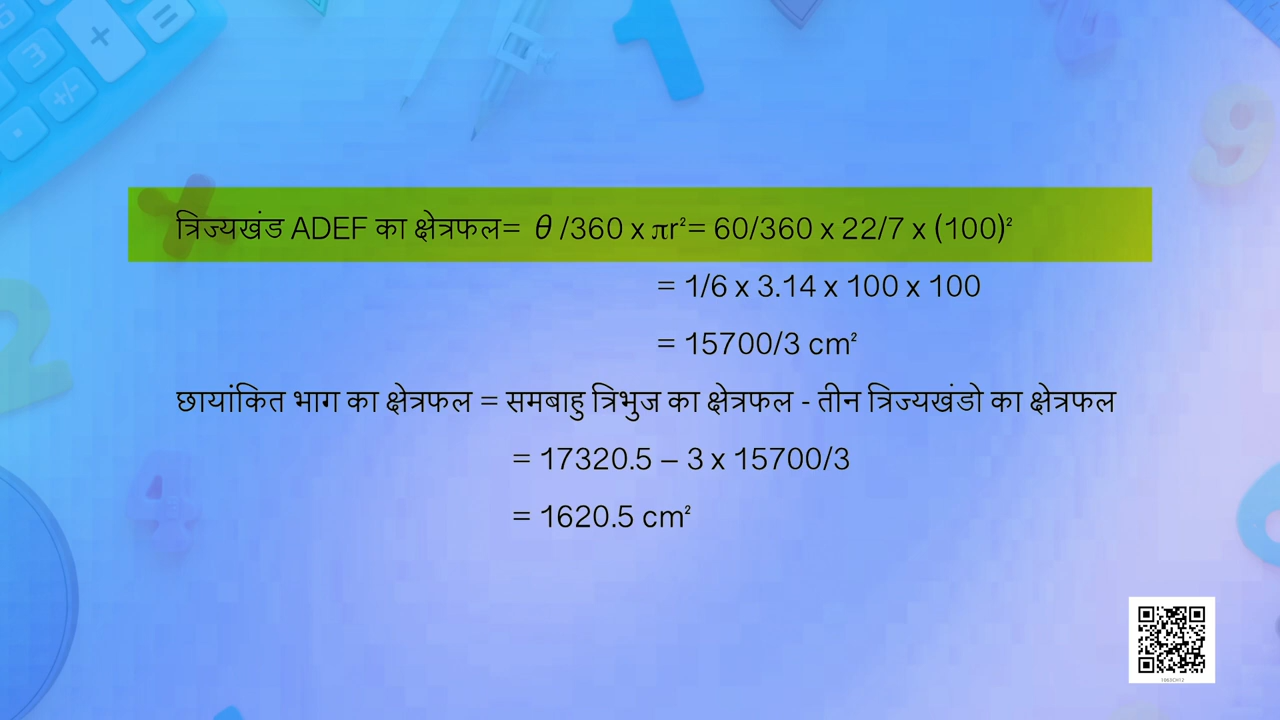 त्रिज्यखंड ADEF का क्षेत्रफल= θ /360 x πr²= 60/360 x 22/7 x (100)²
= 1/6 x 3.14 x 100 x 100
= 15700/3 cm²
छायांकित भाग का क्षेत्रफल = समबाहु त्रिभुज का क्षेत्रफल - तीन त्रिज्यखंडो का क्षेत्रफल
= 17320.5 – 3 x 15700/3
= 1620.5 cm²
1063CH12